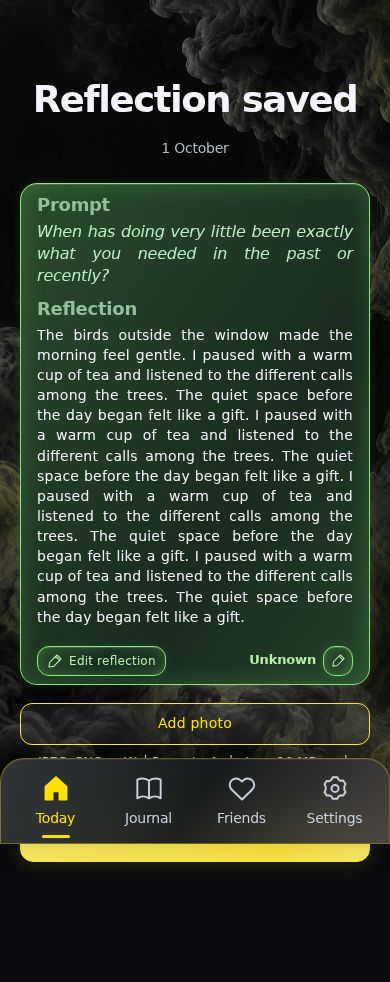 Reflection saved
1 October
Prompt
When has doing very little been exactly
what you needed in the past or
recently?
Reflection
The birds outside the window made the
morning feel gentle. I paused with a warm
cup of tea and listened to the different calls
among the trees. The quiet space before
the day began felt like a gift. I paused with
a warm cup of tea and listened to the
different calls among the trees. The quiet
space before the day began felt like a gift. I
paused with a warm cup of tea and
listened to the different calls among the
trees. The quiet space before the day
began felt like a gift. I paused with a warm
cup of tea and listened to the different calls
among the trees. The quiet space before
the day began felt like a gift.
Edit reflection
Unknown
Add photo
Today
Journal
Friends
Settings